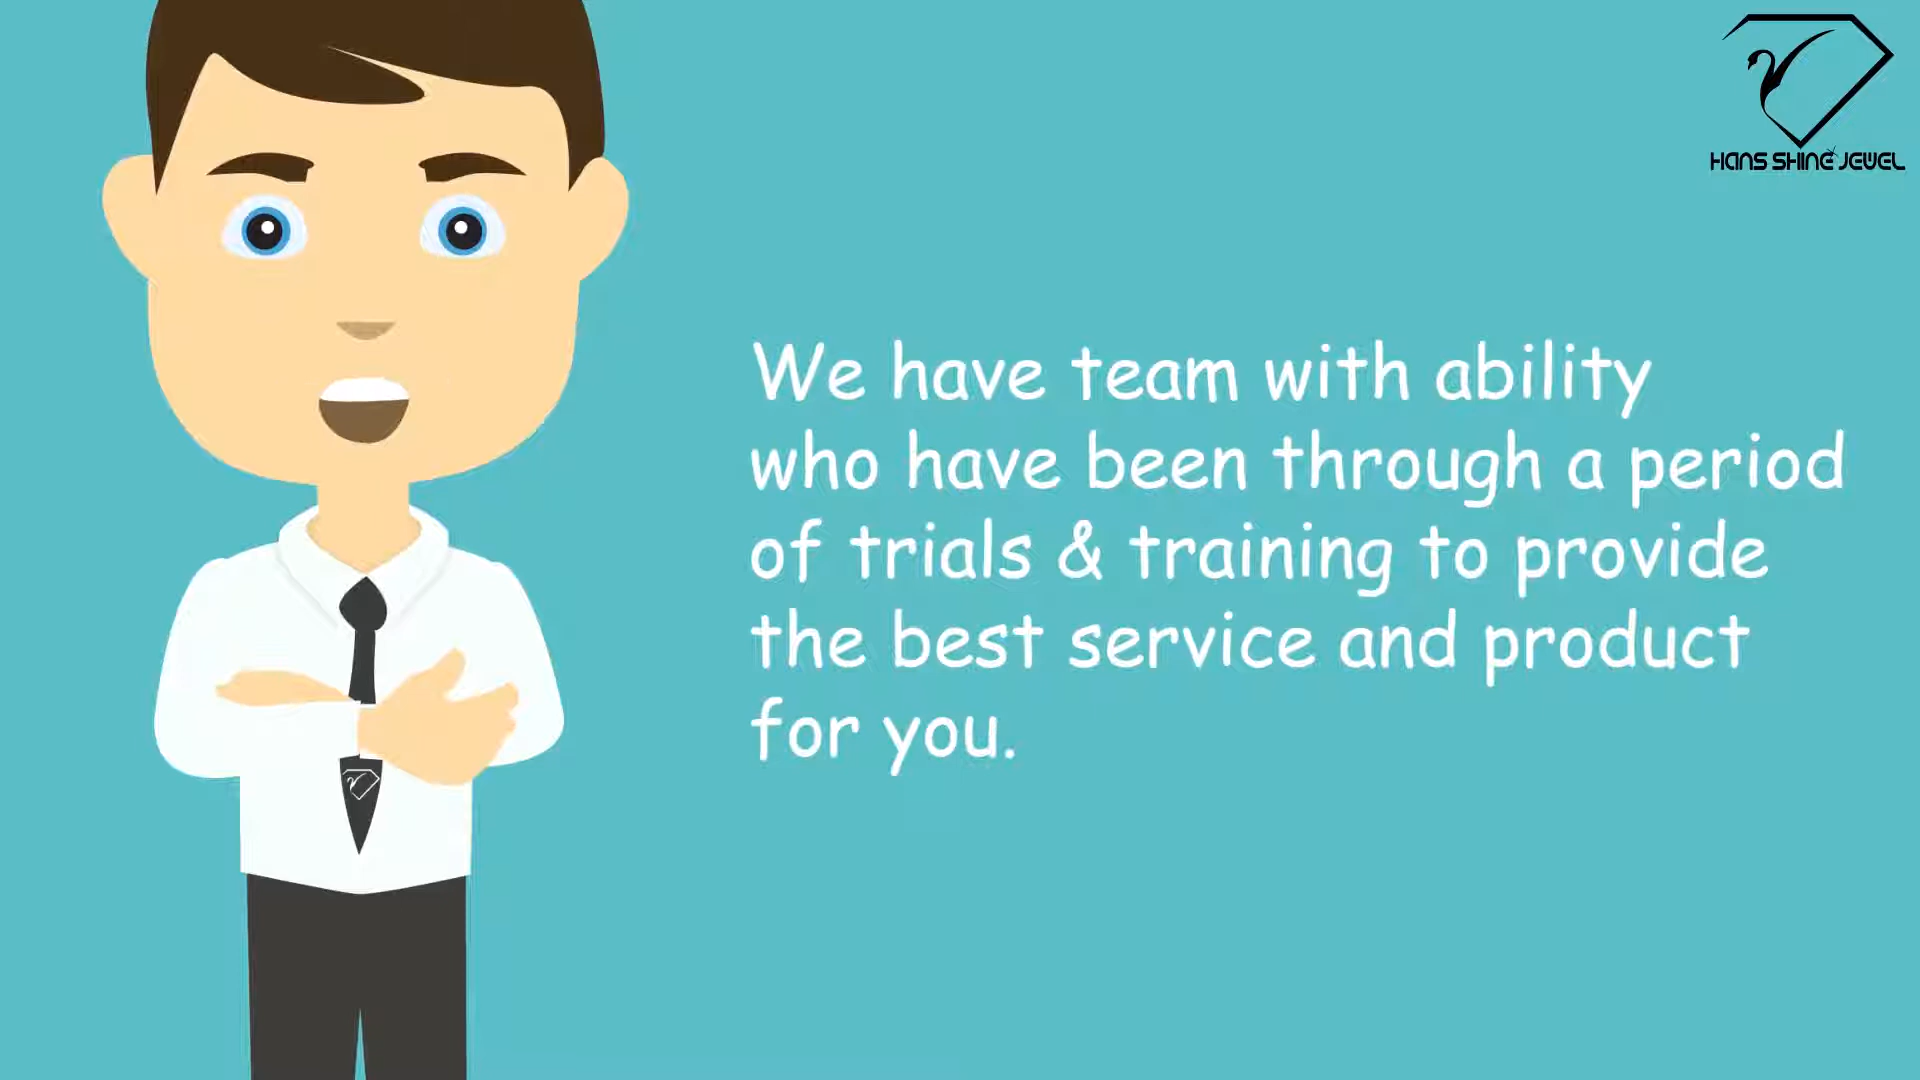 HANS SHINE JEWEL
We have team with ability
who have been through a period
of trials & training to provide
the best service and product
for you.